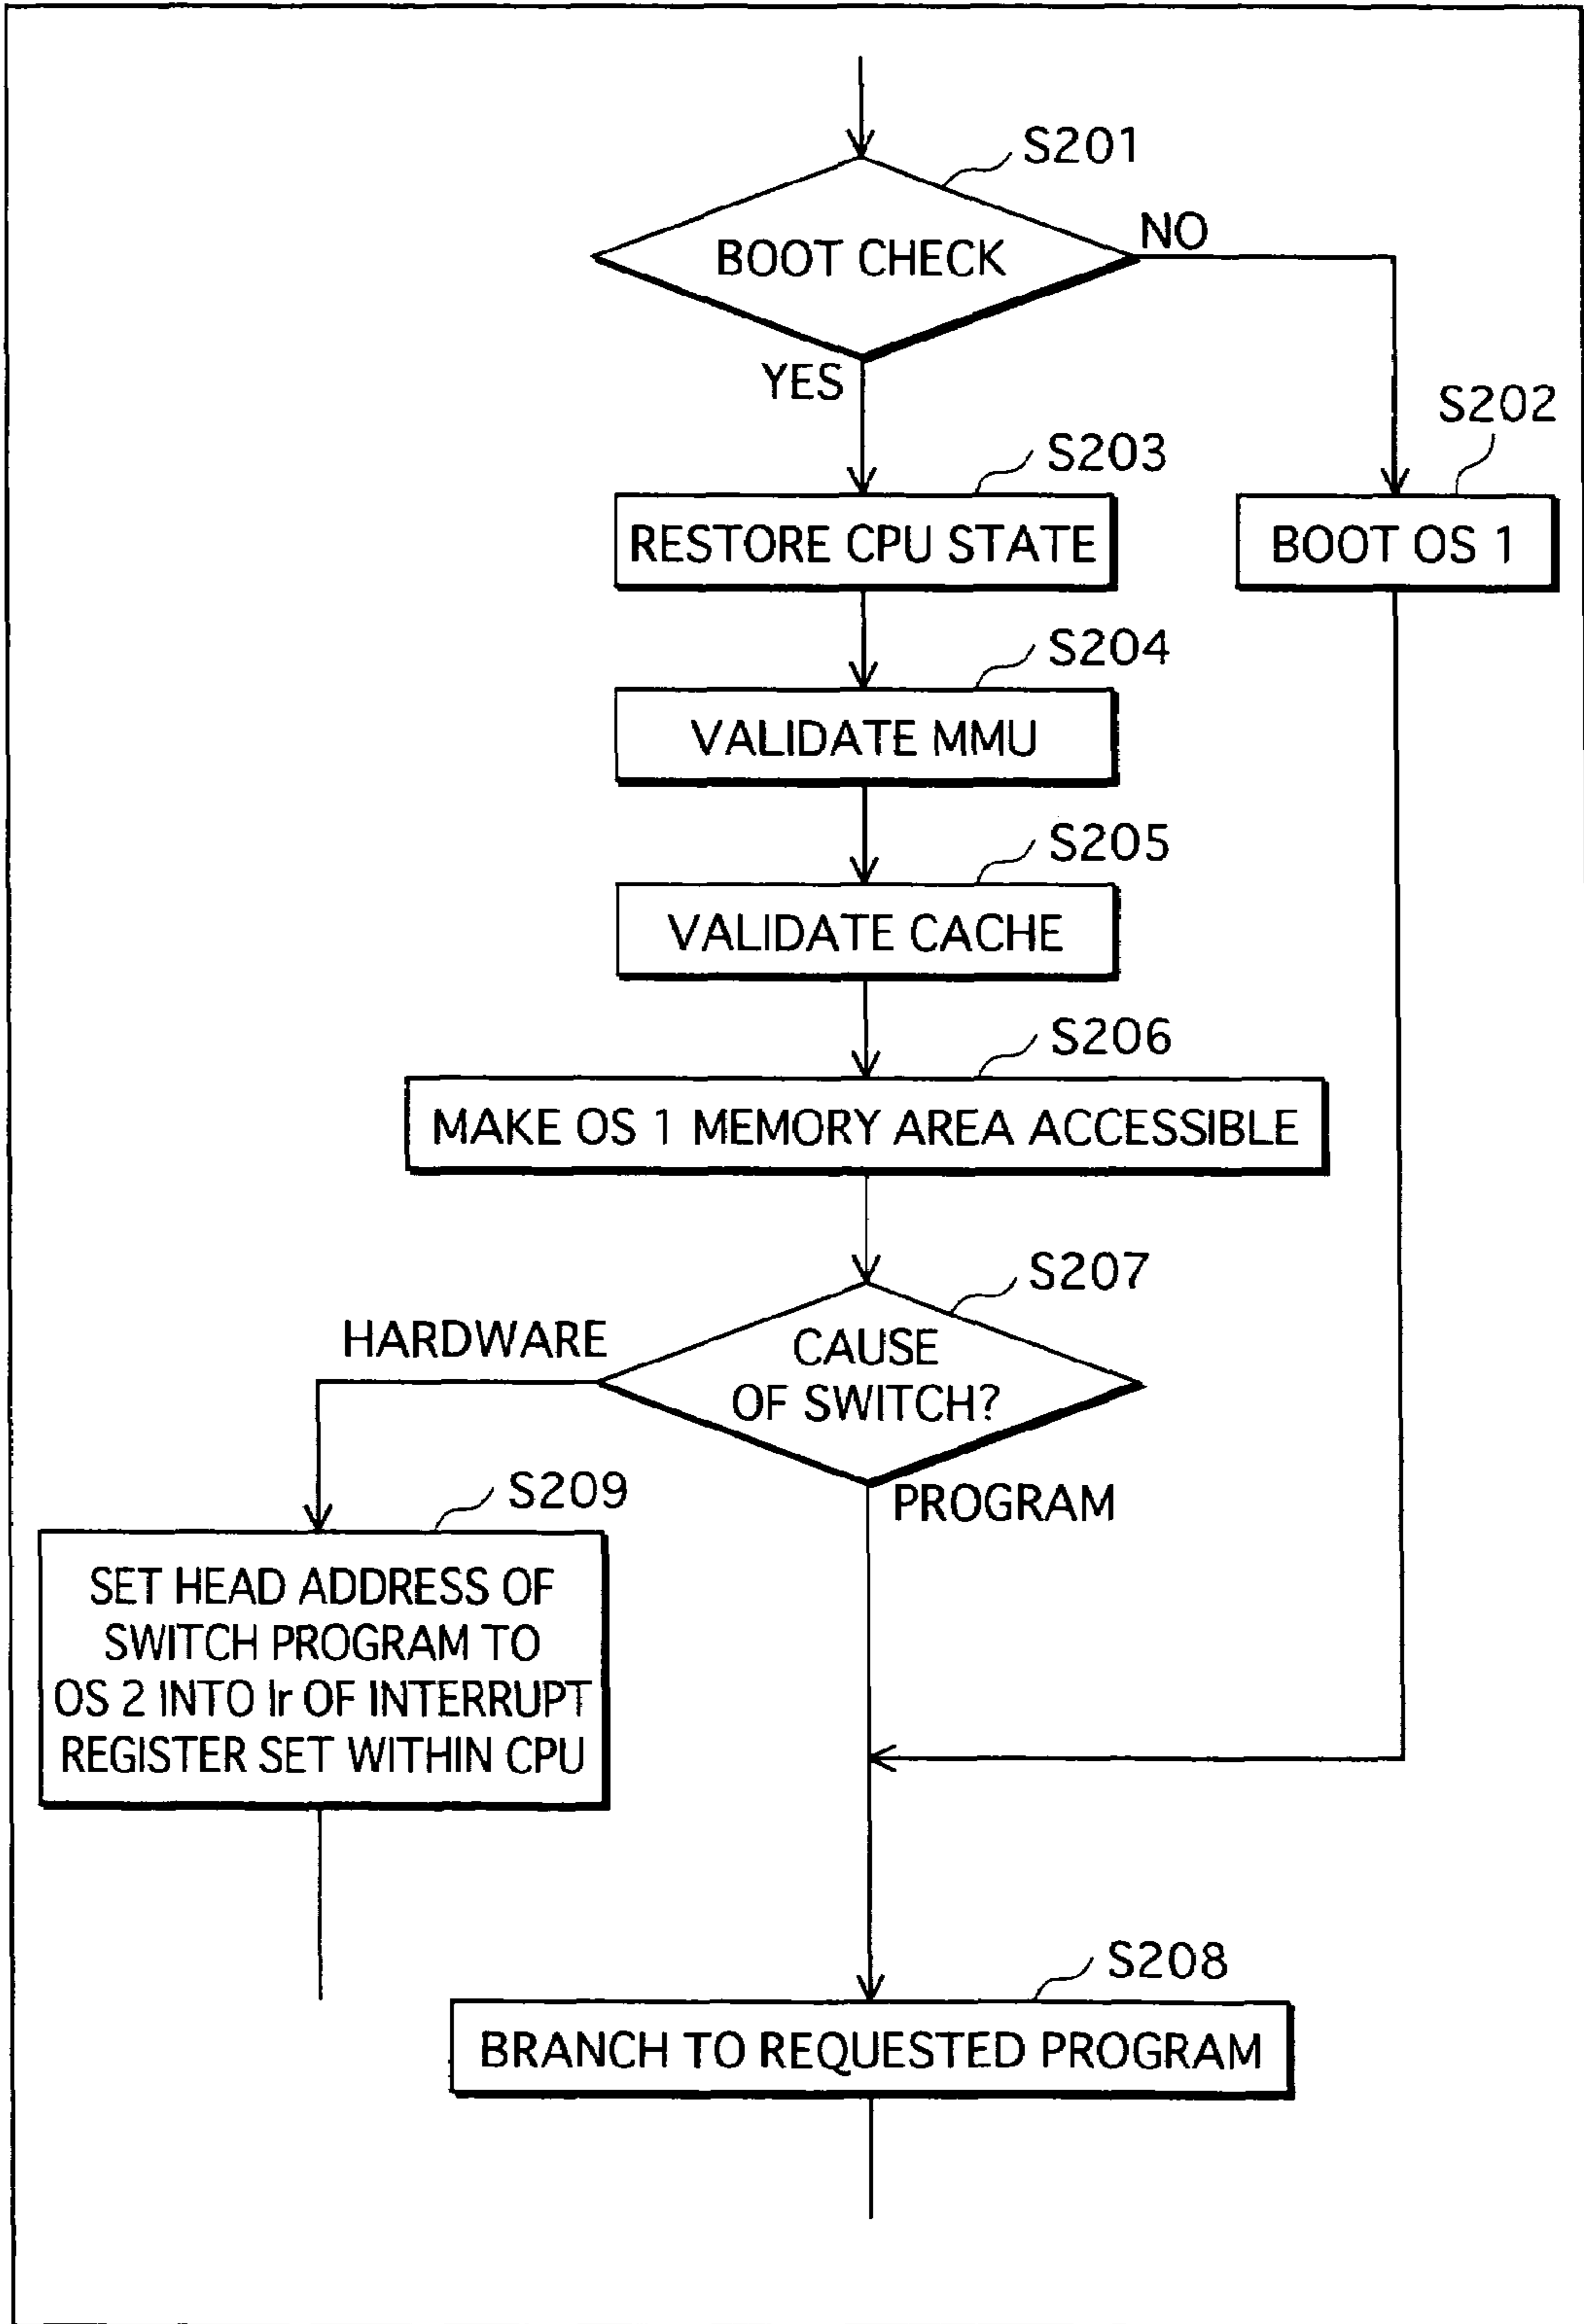 S201
BOOT CHECK
NO
YES
S202
S203
RESTORE CPU STATE
BOOT OS 1
S204
VALIDATE MMU
S205
VALIDATE CACHE
S206
MAKE OS 1 MEMORY AREA ACCESSIBLE
S207
HARDWARE
CAUSE
OF SWITCH?
PROGRAM
S209
SET HEAD ADDRESS OF
SWITCH PROGRAM TO
OS 2 INTO lr OF INTERRUPT
REGISTER SET WITHIN CPU
S208
BRANCH TO REQUESTED PROGRAM